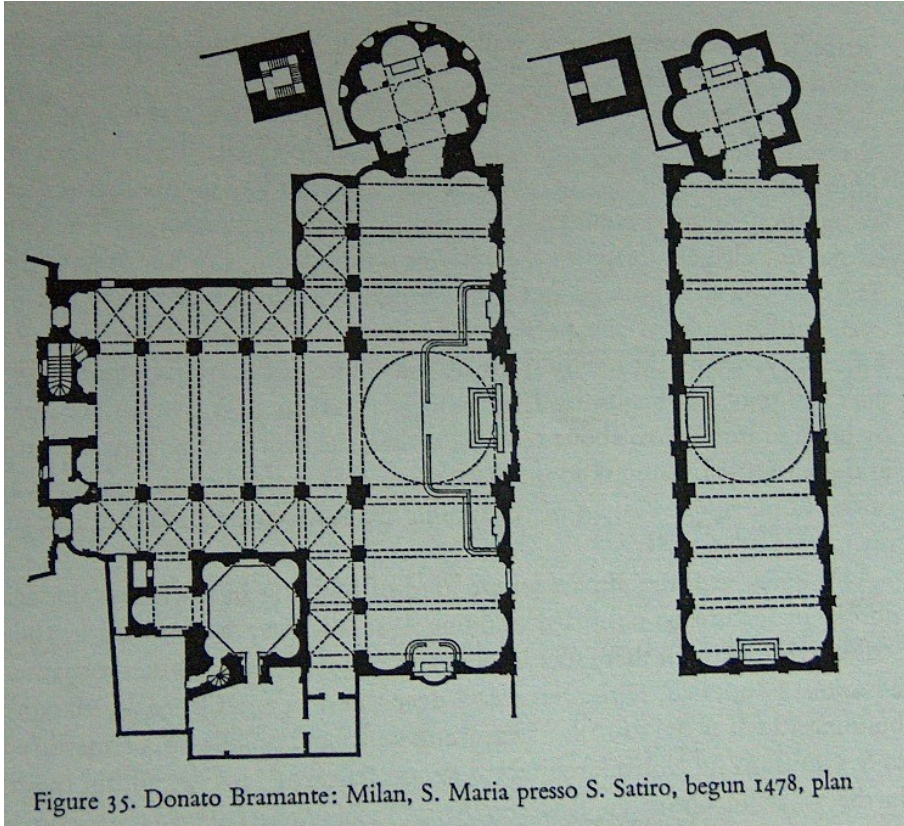 Figure 35. Donato Bramante: Milan, S. Maria presso S. Satiro, begun 1478, plan